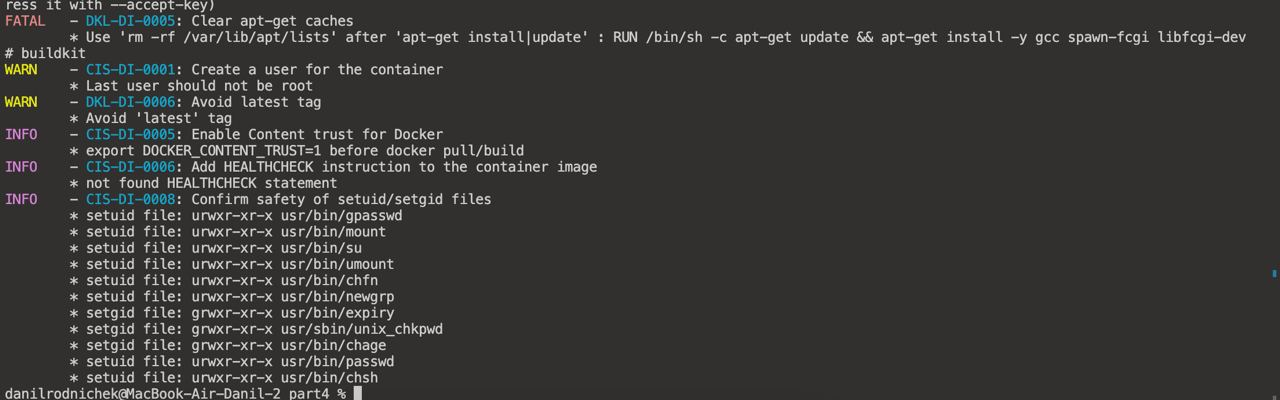 ress it with --accept-key)
FATAL   - DKL-DI-0005: Clear apt-get caches
        * Use 'rm -rf /var/lib/apt/lists' after 'apt-get install|update' : RUN /bin/sh -c apt-get update && apt-get install -y gcc spawn-fcgi libfcgi-dev
# buildkit
WARN    - CIS-DI-0001: Create a user for the container
        * Last user should not be root
WARN    - DKL-DI-0006: Avoid latest tag
        * Avoid 'latest' tag
INFO    - CIS-DI-0005: Enable Content trust for Docker
        * export DOCKER_CONTENT_TRUST=1 before docker pull/build
INFO    - CIS-DI-0006: Add HEALTHCHECK instruction to the container image
        * not found HEALTHCHECK statement
INFO    - CIS-DI-0008: Confirm safety of setuid/setgid files
        * setuid file: urwxr-xr-x usr/bin/gpasswd
        * setuid file: urwxr-xr-x usr/bin/mount
        * setuid file: urwxr-xr-x usr/bin/su
        * setuid file: urwxr-xr-x usr/bin/umount
        * setuid file: urwxr-xr-x usr/bin/chfn
        * setuid file: urwxr-xr-x usr/bin/newgrp
        * setgid file: grwxr-xr-x usr/bin/expiry
        * setgid file: grwxr-xr-x usr/sbin/unix_chkpwd
        * setgid file: grwxr-xr-x usr/bin/chage
        * setuid file: urwxr-xr-x usr/bin/passwd
        * setuid file: urwxr-xr-x usr/bin/chsh
danilrodnichek@MacBook-Air-Danil-2 part4 %